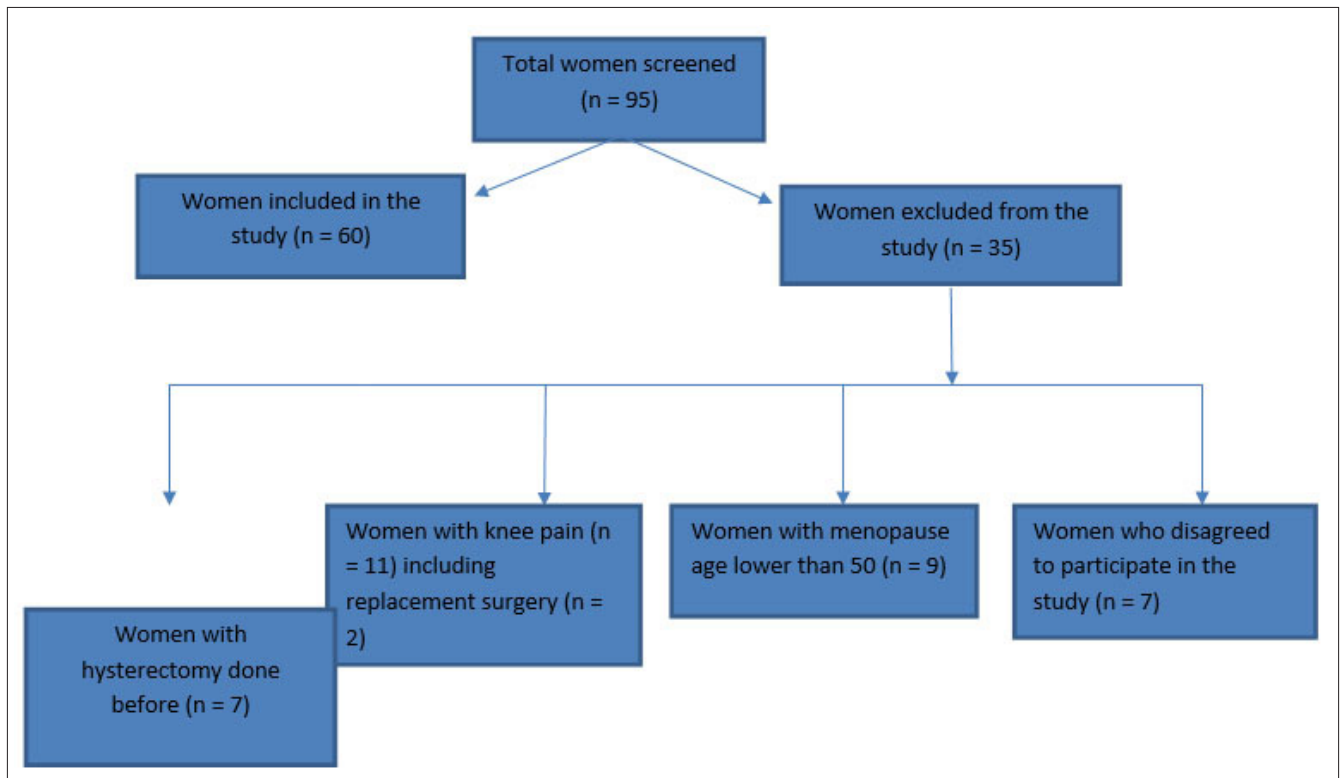 Total women screened
(n = 95)
Women included in the
study (n = 60)
Women excluded from the
study (n = 35)
Women with knee pain (n
= 11) including
replacement surgery (n =
2)
Women with menopause
age lower than 50 (n = 9)
Women who disagreed
to participate in the
study (n = 7)
Women with
hysterectomy done
before (n = 7)